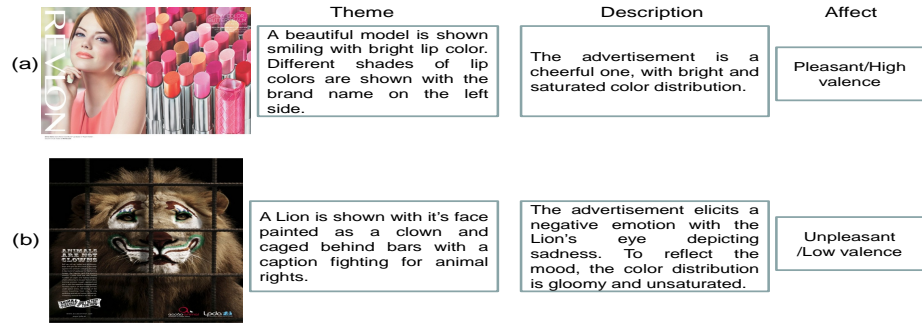 Theme
Description
Affect
(a)
REVLON
A beautiful model is shown
smiling with bright lip color.
Different shades of lip
colors are shown with the
brand name on the left
side.
The advertisement is a
cheerful one, with bright and
saturated color distribution.
Pleasant/High
valence
(b)
ANIMALS
ARE NOT
CLOWNS
A Lion is shown with it's face
painted as a clown and
caged behind bars with a
caption fighting for animal
rights.
The advertisement elicits a
negative emotion with the
Lion's eye depicting
sadness. To reflect the
mood, the color distribution
is gloomy and unsaturated.
Unpleasant
/Low valence